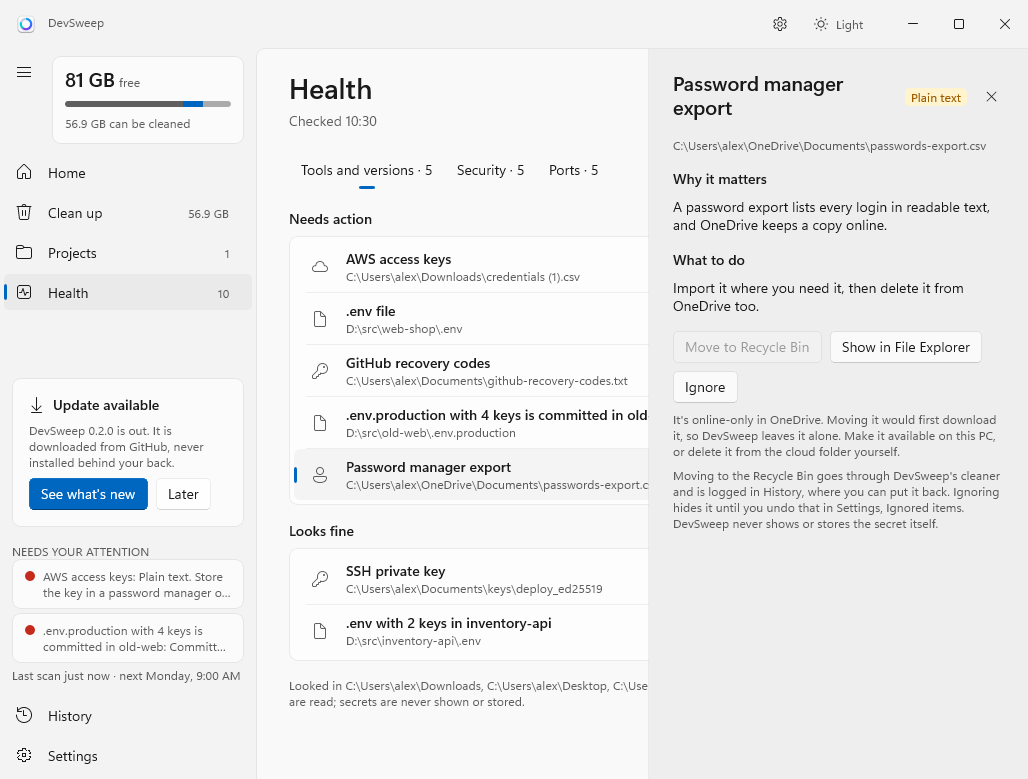 DevSweep
Light
81 GB free
56.9 GB can be cleaned
Home
Clean up 56.9 GB
Projects 1
Health 10
Update available
DevSweep 0.2.0 is out. It is
downloaded from GitHub, never
installed behind your back.
See what's new
Later
NEEDS YOUR ATTENTION
AWS access keys: Plain text. Store
the key in a password manager o...
.env.production with 4 keys is
committed in old-web: Committ...
Last scan just now · next Monday, 9:00 AM
History
Settings
Health
Checked 10:30
Tools and versions · 5
Security · 5
Ports · 5
Needs action
AWS access keys
C:\Users\alex\Downloads\credentials (1).csv
.env file
D:\src\web-shop\.env
GitHub recovery codes
C:\Users\alex\Documents\github-recovery-codes.txt
.env.production with 4 keys is committed in old-
D:\src\old-web\.env.production
Password manager export
C:\Users\alex\OneDrive\Documents\passwords-export.c
Looks fine
SSH private key
C:\Users\alex\Documents\keys\deploy_ed25519
.env with 2 keys in inventory-api
D:\src\inventory-api\.env
Looked in C:\Users\alex\Downloads, C:\Users\alex\Desktop, C:\Use
are read; secrets are never shown or stored.
Password manager
export
Plain text
C:\Users\alex\OneDrive\Documents\passwords-export.csv
Why it matters
A password export lists every login in readable text,
and OneDrive keeps a copy online.
What to do
Import it where you need it, then delete it from
OneDrive too.
Move to Recycle Bin
Show in File Explorer
Ignore
It's online-only in OneDrive. Moving it would first download
it, so DevSweep leaves it alone. Make it available on this PC,
or delete it from the cloud folder yourself.
Moving to the Recycle Bin goes through DevSweep's cleaner
and is logged in History, where you can put it back. Ignoring
hides it until you undo that in Settings, Ignored items.
DevSweep never shows or stores the secret itself.